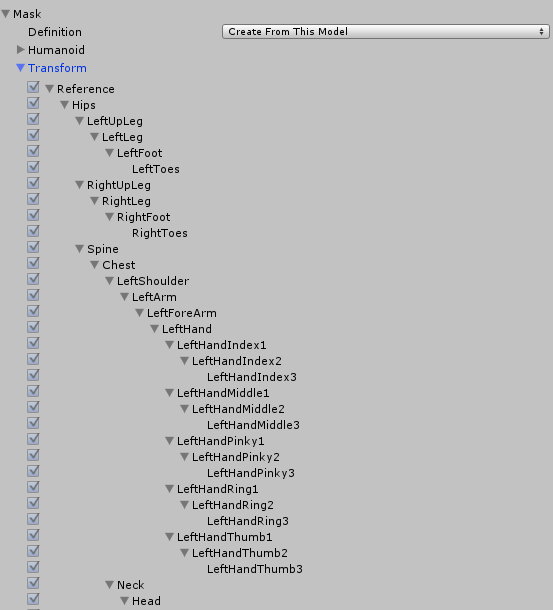 Mask
Definition Create From This Model
Humanoid
Transform
Reference
Hips
LeftUpLeg
LeftLeg
LeftFoot
LeftToes
RightUpLeg
RightLeg
RightFoot
RightToes
Spine
Chest
LeftShoulder
LeftArm
LeftForeArm
LeftHand
LeftHandIndex1
LeftHandIndex2
LeftHandIndex3
LeftHandMiddle1
LeftHandMiddle2
LeftHandMiddle3
LeftHandPinky1
LeftHandPinky2
LeftHandPinky3
LeftHandRing1
LeftHandRing2
LeftHandRing3
LeftHandThumb1
LeftHandThumb2
LeftHandThumb3
Neck
Head